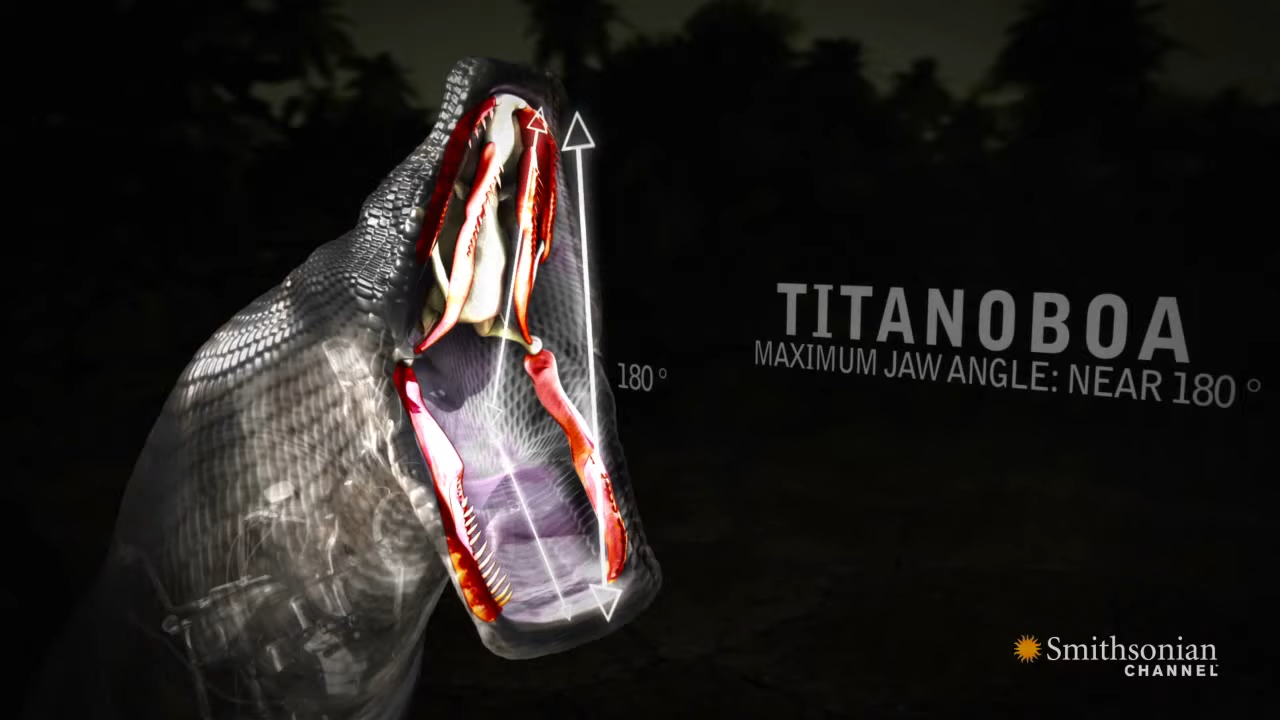 TITANOBOA
MAXIMUM JAW ANGLE: NEAR 180°
180°
Smithsonian
CHANNEL